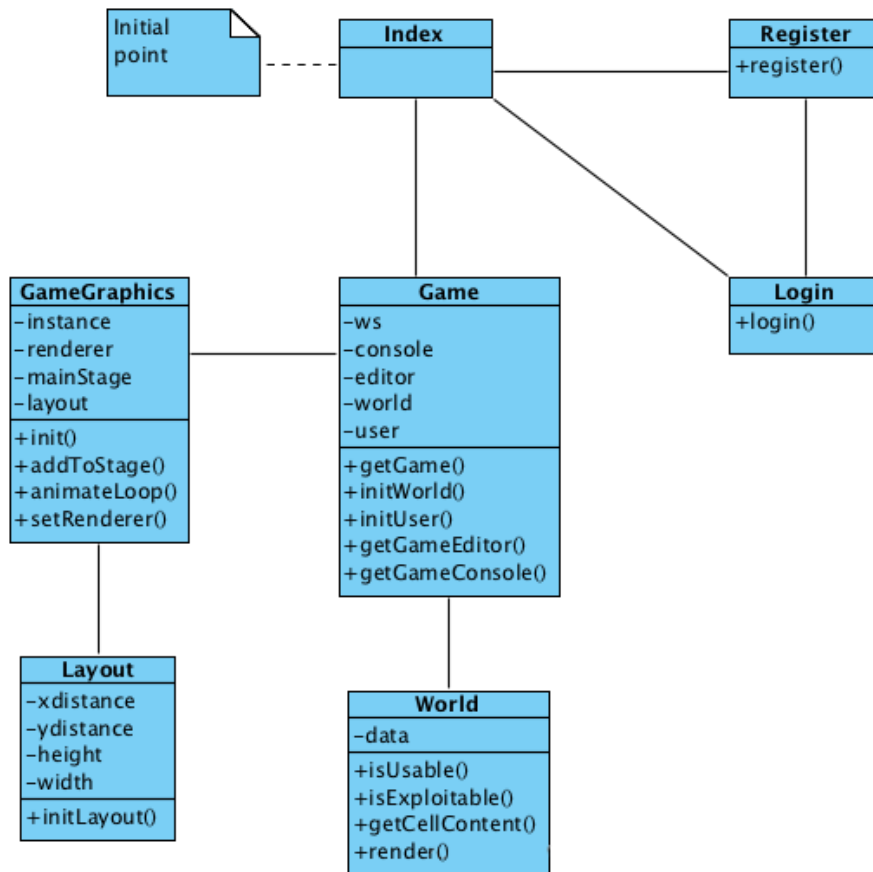 Initial
point
Index
Register
+register()
GameGraphics
-instance
-renderer
-mainStage
-layout
+init()
+addToStage()
+animateLoop()
+setRenderer()
Game
-ws
-console
-editor
-world
-user
+getGame()
+initWorld()
+initUser()
+getGameEditor()
+getGameConsole()
Login
+login()
Layout
-xdistance
-ydistance
-height
-width
+initLayout()
World
-data
+isUsable()
+isExploitable()
+getCellContent()
+render()